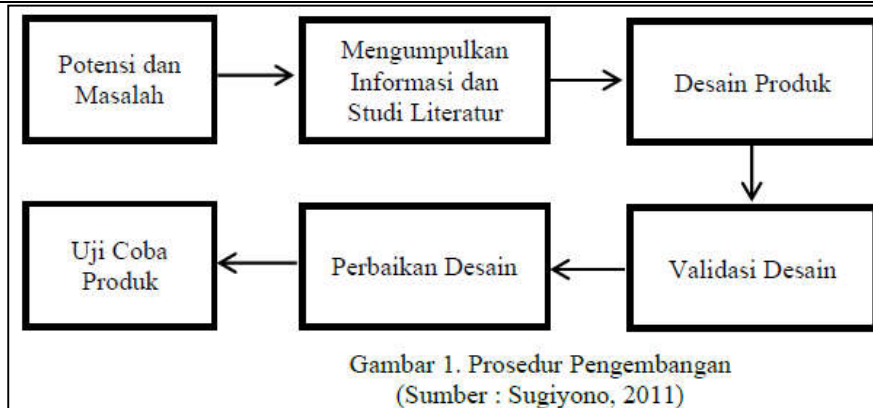 Potensi dan
Masalah
Mengumpulkan
Informasi dan
Studi Literatur
Desain Produk
Validasi Desain
Perbaikan Desain
Uji Coba
Produk
Gambar 1. Prosedur Pengembangan
(Sumber : Sugiyono, 2011)